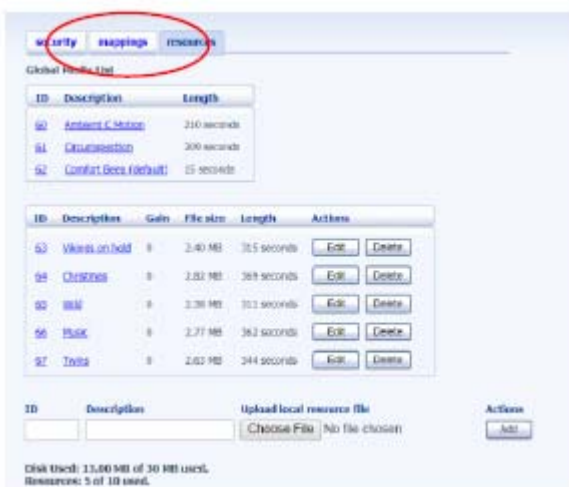 security mappings resources
Global Media List
ID Description Length
60 Ambient C Motion 210 seconds
61 Circumspection 309 seconds
62 Comfort Beep (default) 15 seconds
ID Description Gain File size Length Actions
63 Vikings on hold 0 2.40 MB 315 seconds Edit Delete
64 Christmas 0 2.82 MB 369 seconds Edit Delete
65 0 2.38 MB 311 seconds Edit Delete
66 Music 0 2.77 MB 362 seconds Edit Delete
67 Twins 0 2.63 MB 344 seconds Edit Delete
ID Description Upload local resource file Actions
Choose File No file chosen Add
Disk Used: 13.00 MB of 30 MB used.
Resources: 5 of 10 used.